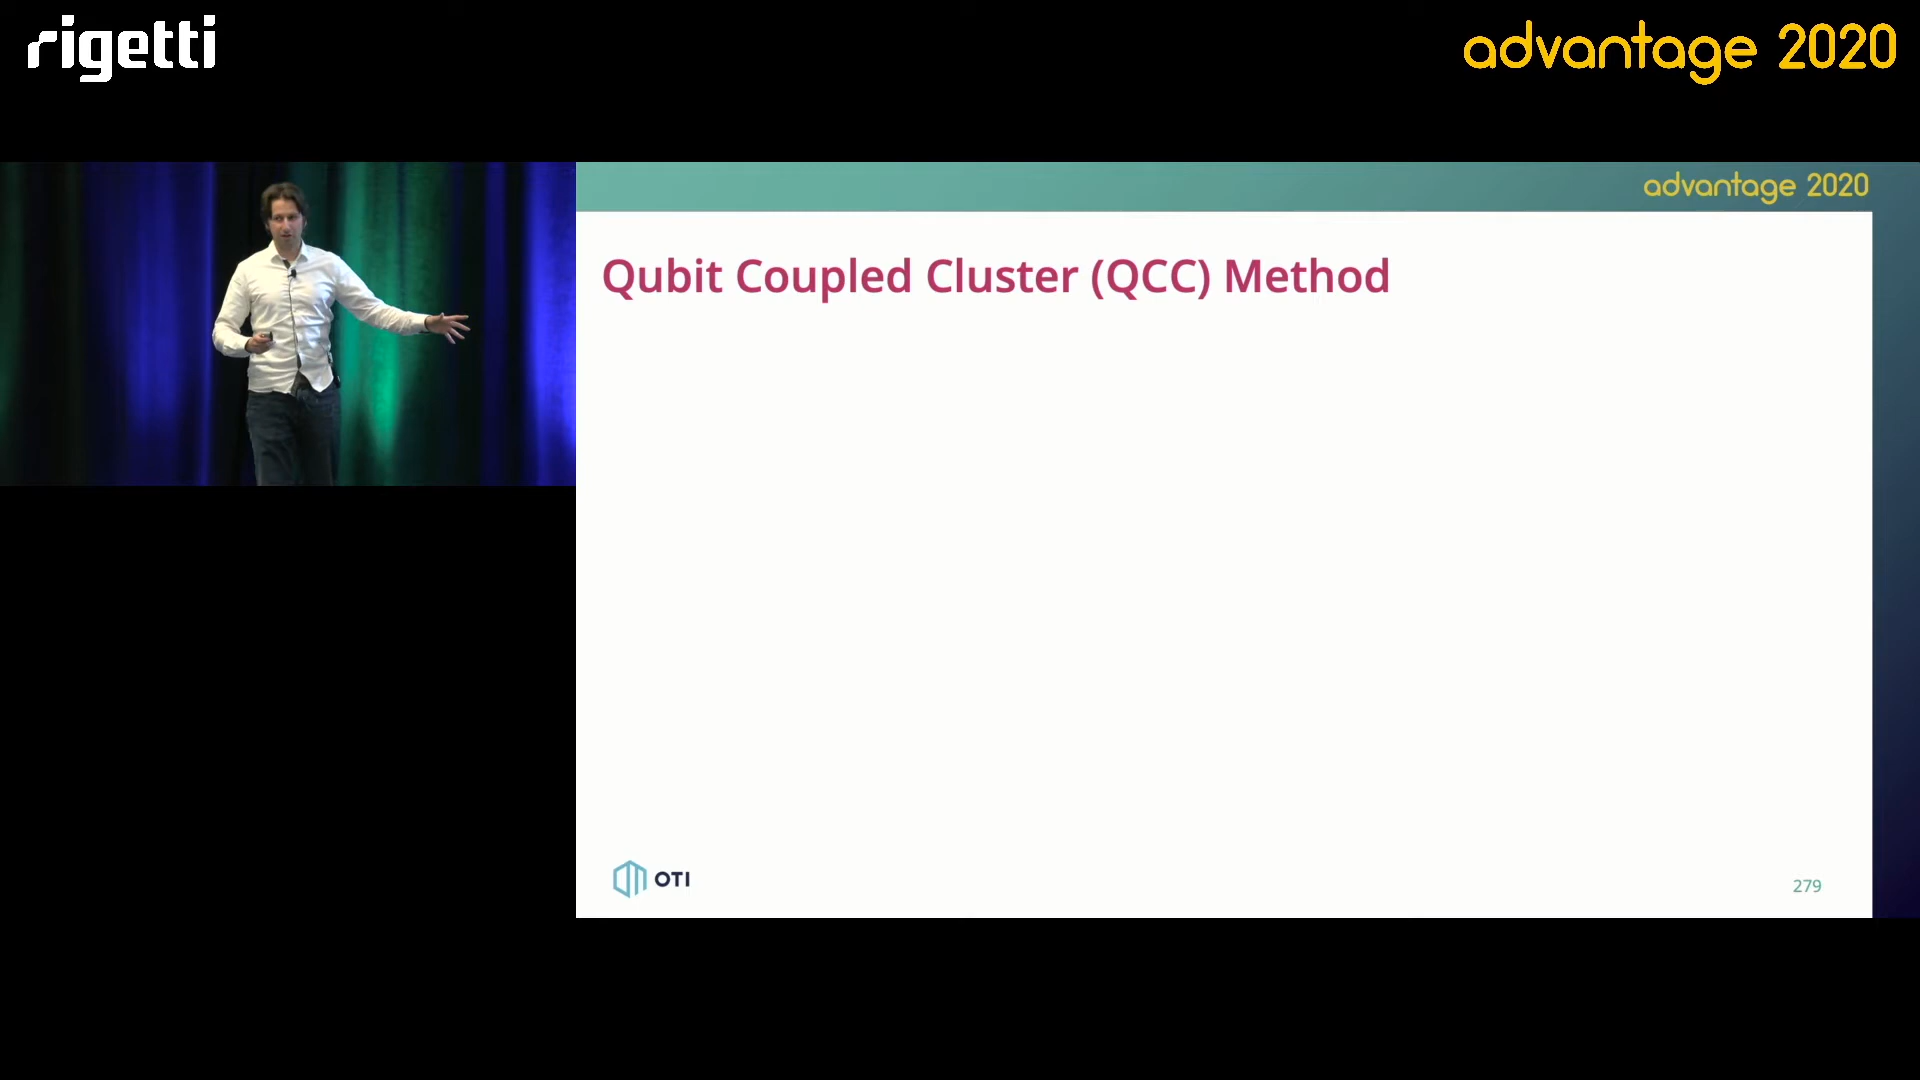 rigetti
advantage 2020
advantage 2020
Qubit Coupled Cluster (QCC) Method
OTI
279